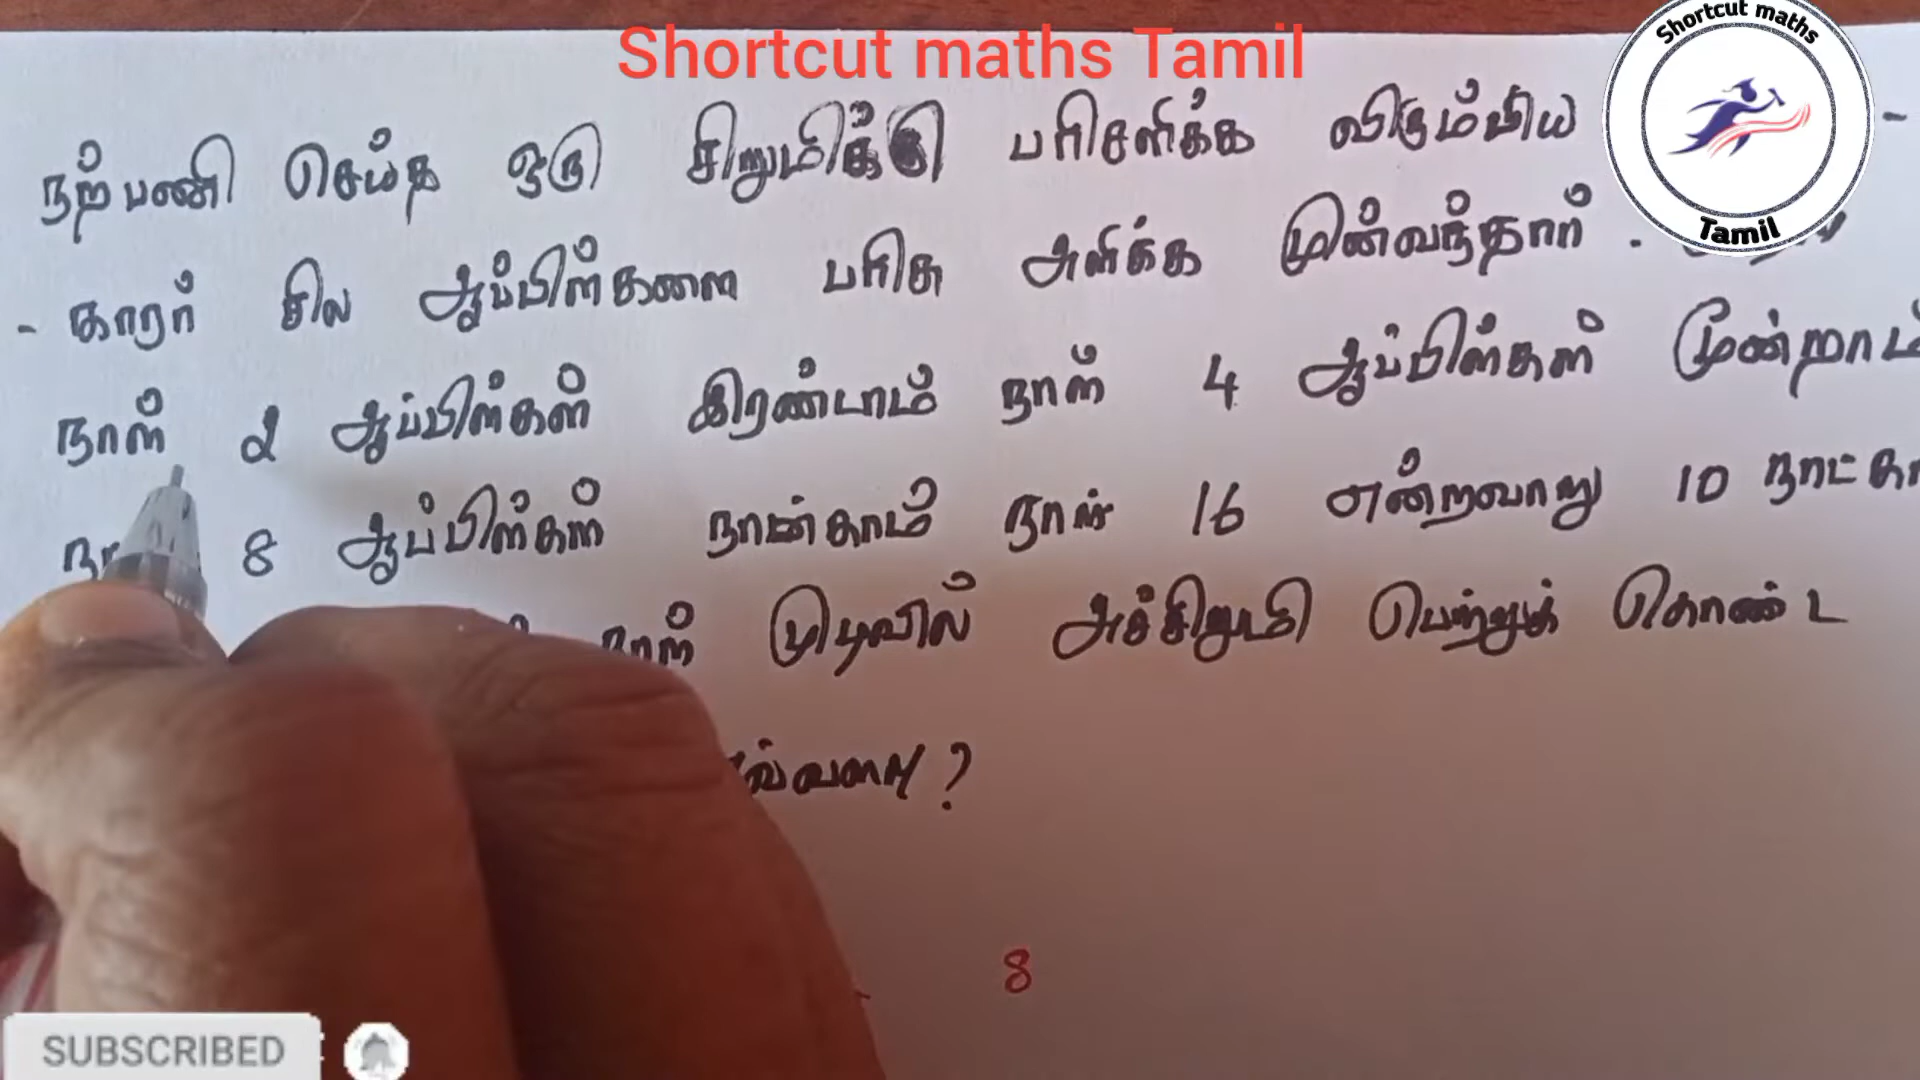 Shortcut maths Tamil
Shortcut maths
Tamil
நற்பணி செய்த ஒரு சிறுமிக்கு பரிசளிக்க விரும்பிய -
- காரர் சில ஆப்பிள்களை பரிசு அளிக்க முன்வந்தார்.
நாள் 2 ஆப்பிள்கள் இரண்டாம் நாள் 4 ஆப்பிள்கள் மூன்றாம்
8 ஆப்பிள்கள் நான்காம் நாள் 16 என்றவாறு 10
நாள் முடிவில் அச்சிறுமி பெற்றுக் கொண்ட
?
8
SUBSCRIBED